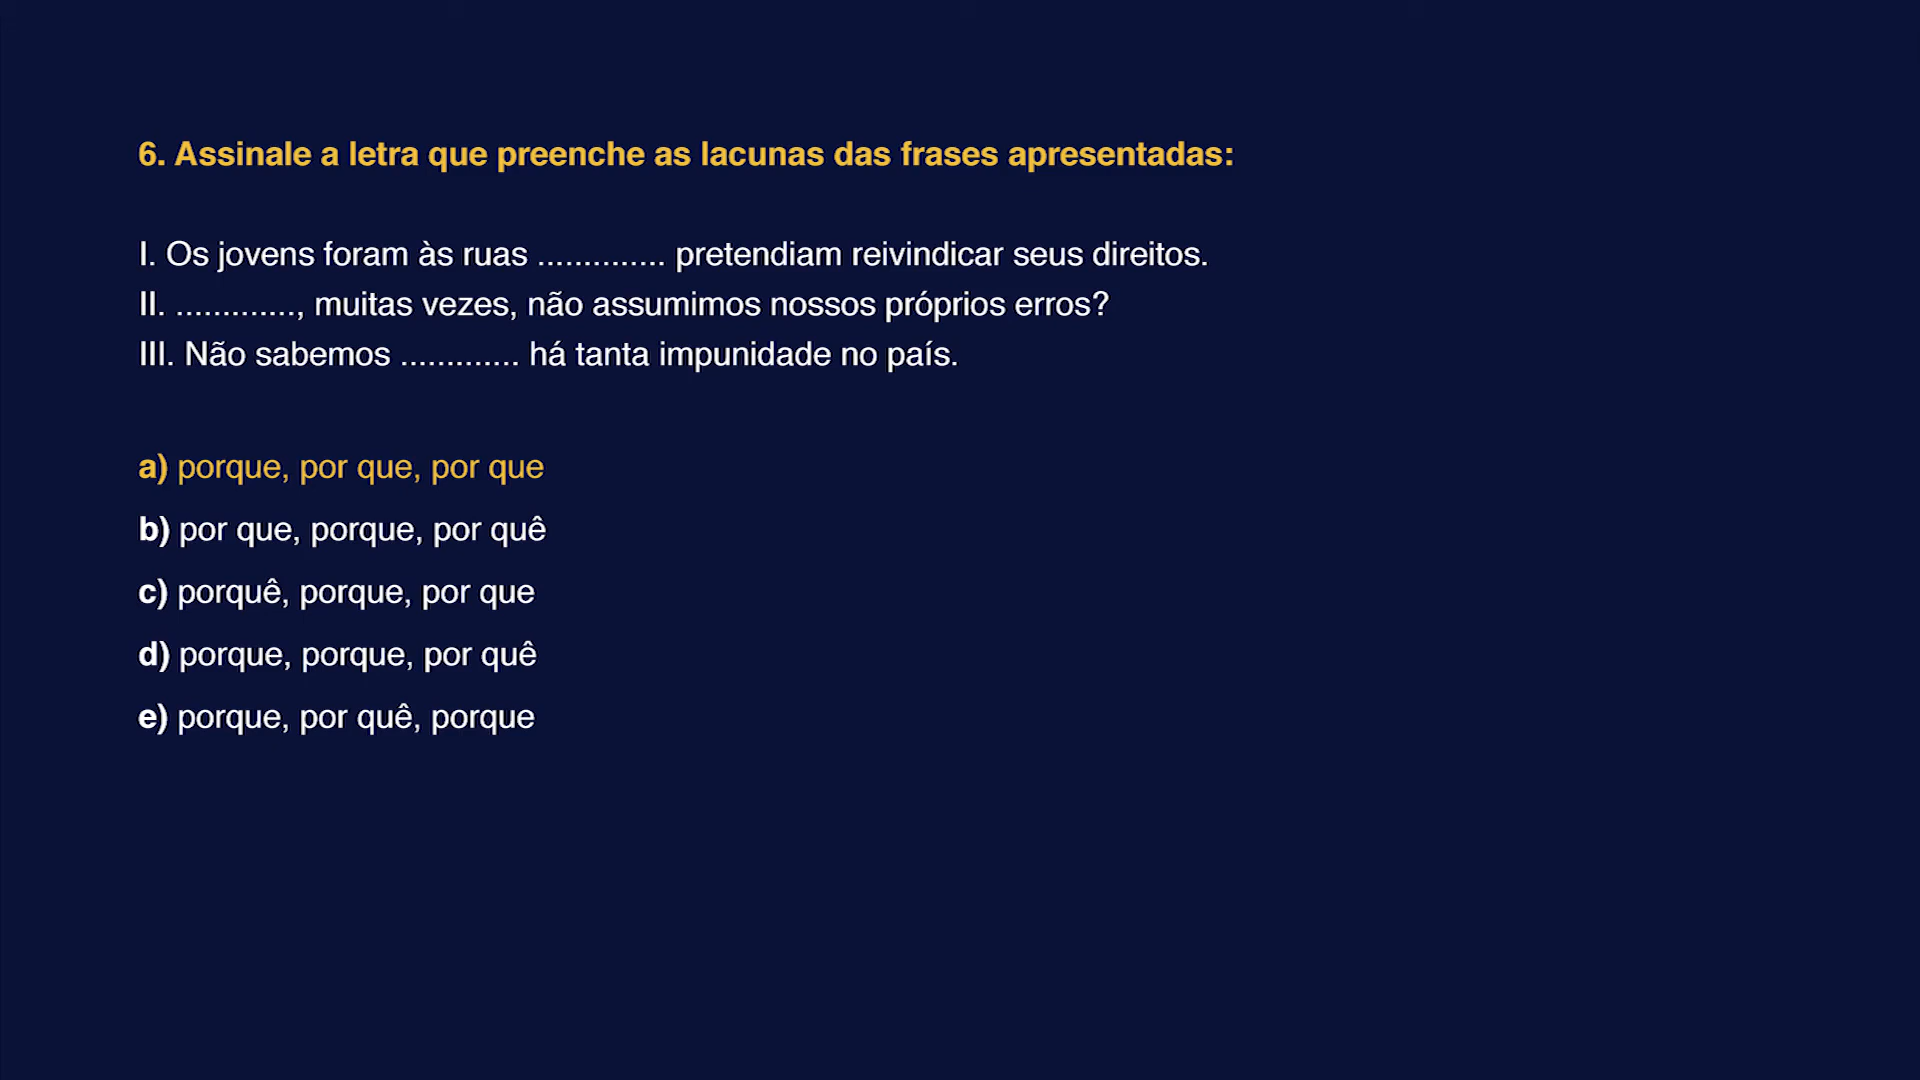 6. Assinale a letra que preenche as lacunas das frases apresentadas:
I. Os jovens foram às ruas .............. pretendiam reivindicar seus direitos.
II. ............., muitas vezes, não assumimos nossos próprios erros?
III. Não sabemos ............. há tanta impunidade no país.
a) porque, por que, por que
b) por que, porque, por quê
c) porquê, porque, por que
d) porque, porque, por quê
e) porque, por quê, porque